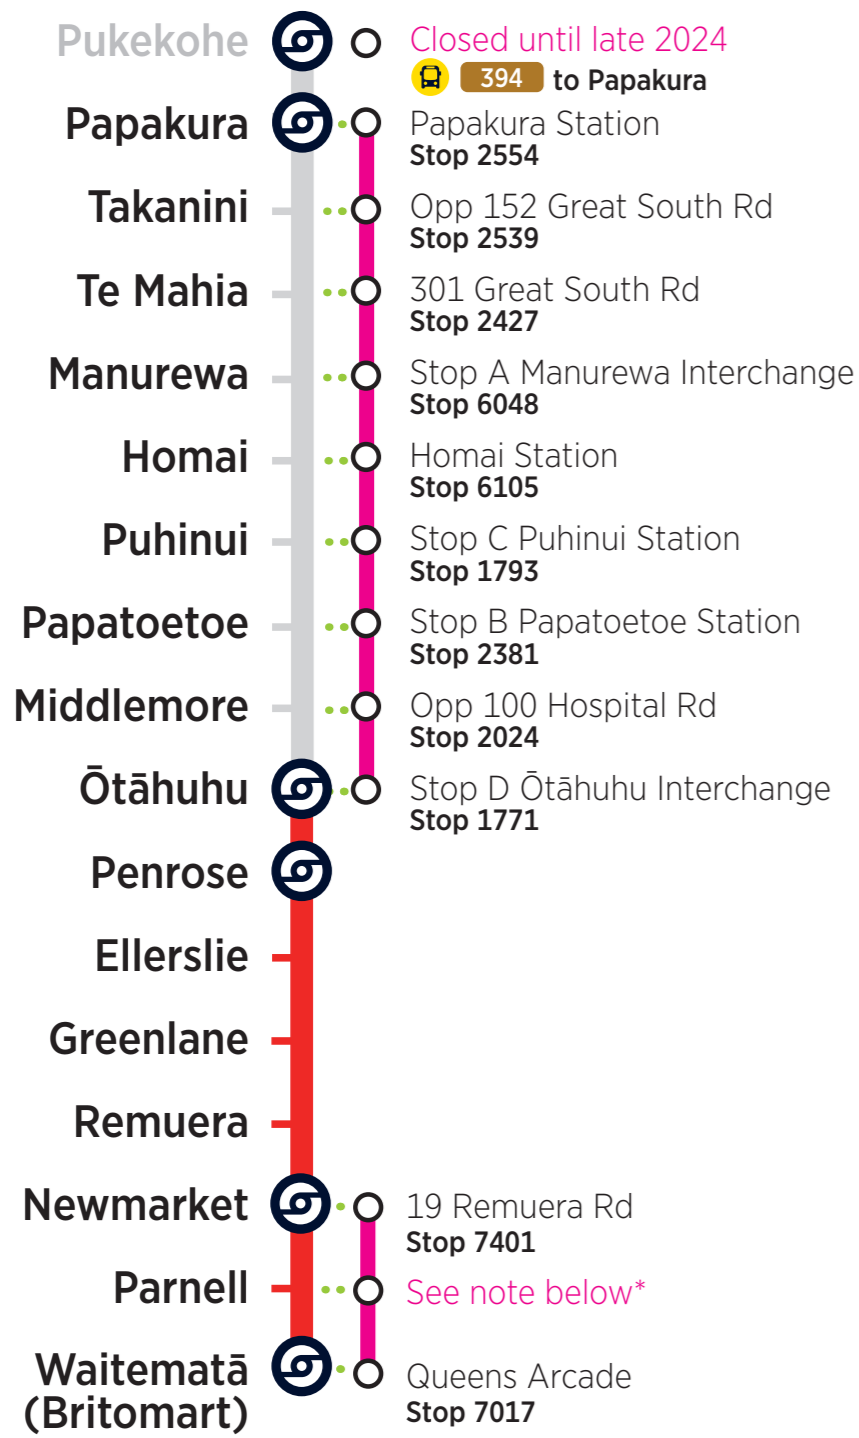 Pukekohe
Closed until late 2024
394 to Papakura
Papakura
Papakura Station
Stop 2554
Takanini
Opp 152 Great South Rd
Stop 2539
Te Mahia
301 Great South Rd
Stop 2427
Manurewa
Stop A Manurewa Interchange
Stop 6048
Homai
Homai Station
Stop 6105
Puhinui
Stop C Puhinui Station
Stop 1793
Papatoetoe
Stop B Papatoetoe Station
Stop 2381
Middlemore
Opp 100 Hospital Rd
Stop 2024
Ōtāhuhu
Stop D Ōtāhuhu Interchange
Stop 1771
Penrose
Ellerslie
Greenlane
Remuera
Newmarket
19 Remuera Rd
Stop 7401
Parnell
See note below*
Waitematā
(Britomart)
Queens Arcade
Stop 7017